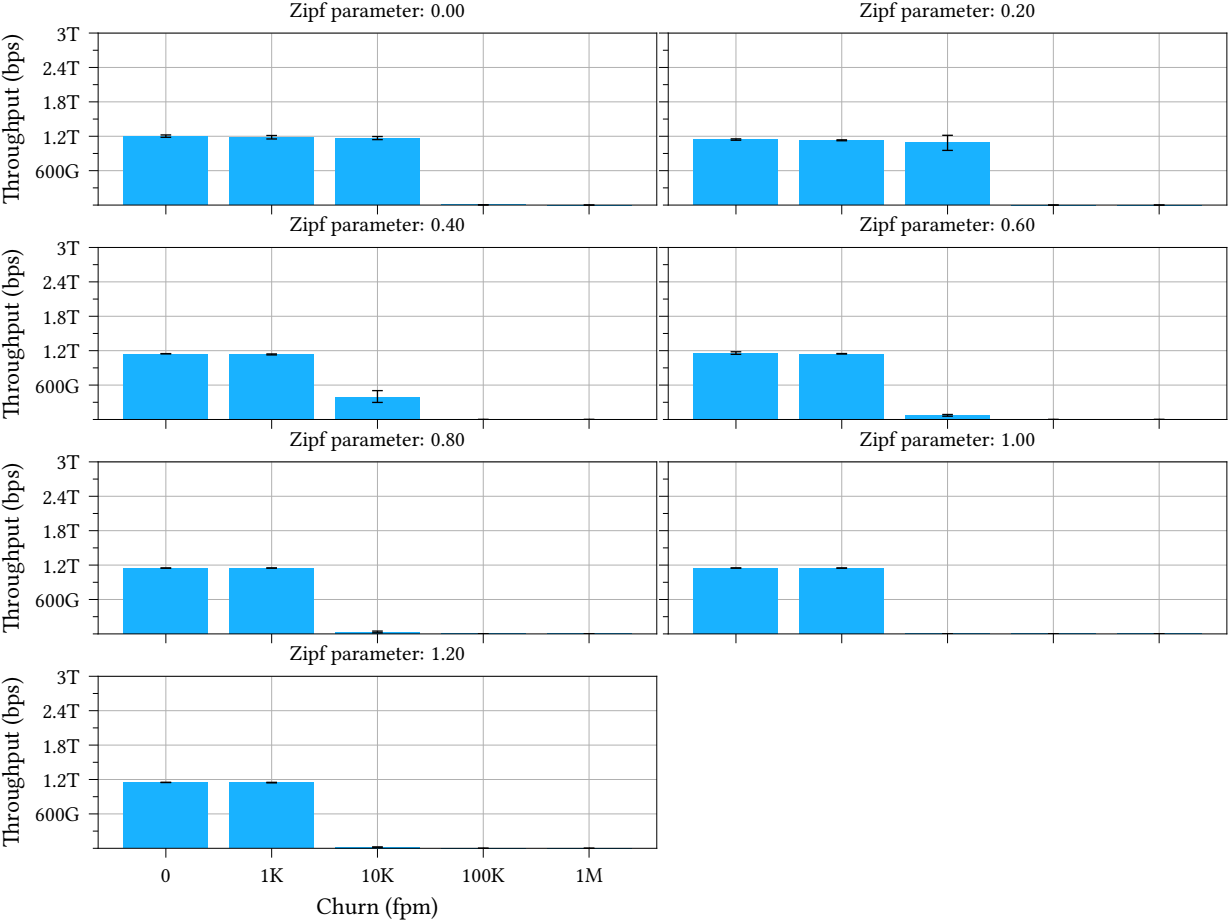 Zipf parameter: 0.00
Zipf parameter: 0.20
Throughput (bps)
3T
2.4T
1.8T
1.2T
600G
Zipf parameter: 0.40
Zipf parameter: 0.60
Throughput (bps)
3T
2.4T
1.8T
1.2T
600G
Zipf parameter: 0.80
Zipf parameter: 1.00
Throughput (bps)
3T
2.4T
1.8T
1.2T
600G
Zipf parameter: 1.20
Throughput (bps)
3T
2.4T
1.8T
1.2T
600G
0 1K 10K 100K 1M
Churn (fpm)